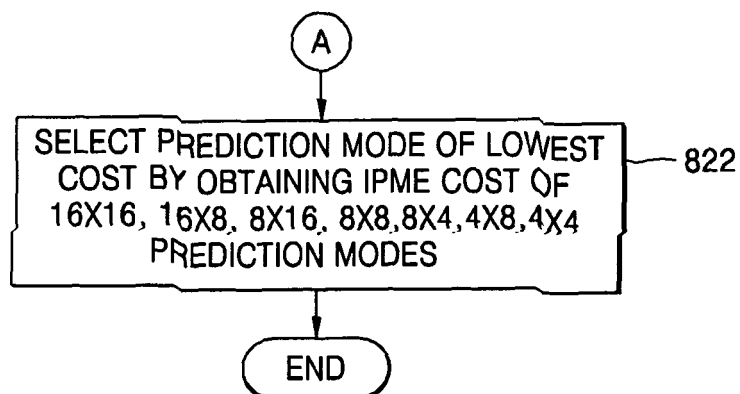 A
SELECT PREDICTION MODE OF LOWEST
COST BY OBTAINING IPME COST OF
16X16, 16X8, 8X16, 8X8,8X4,4X8,4X4
PREDICTION MODES
822
END